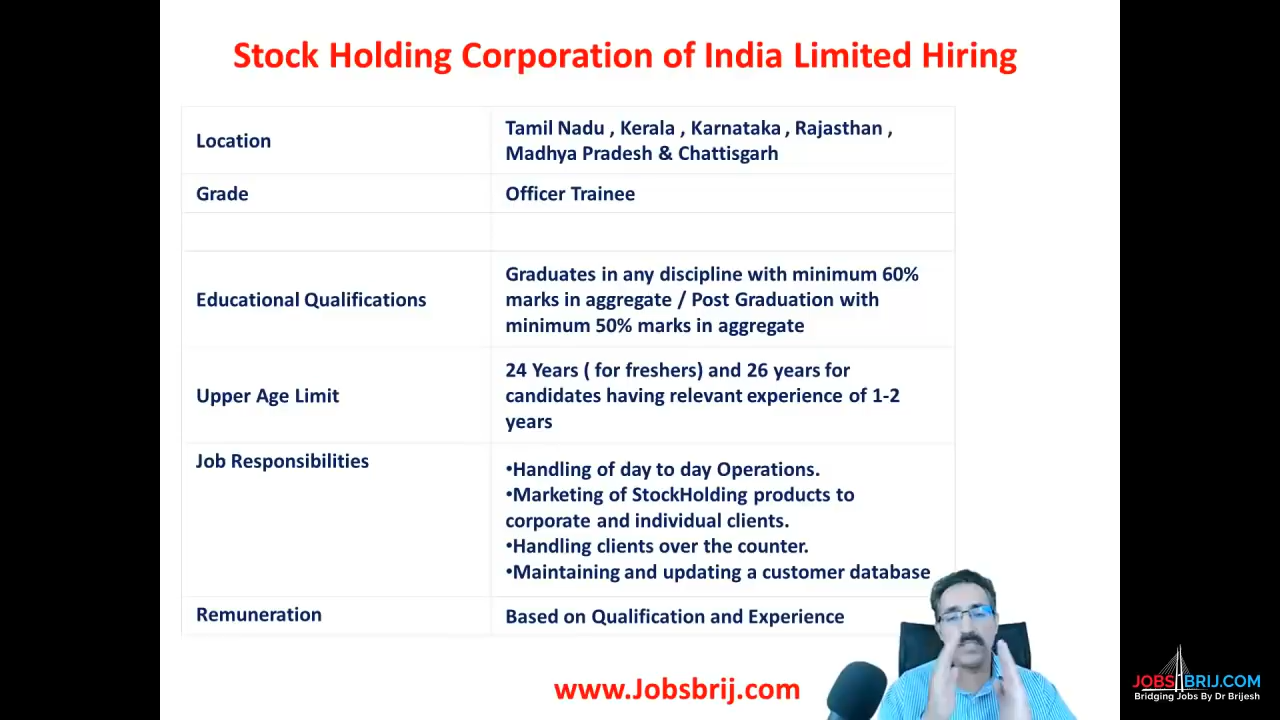 Stock Holding Corporation of India Limited Hiring
Location
Tamil Nadu , Kerala , Karnataka , Rajasthan ,
Madhya Pradesh & Chattisgarh
Grade
Officer Trainee
Educational Qualifications
Graduates in any discipline with minimum 60%
marks in aggregate / Post Graduation with
minimum 50% marks in aggregate
Upper Age Limit
24 Years ( for freshers) and 26 years for
candidates having relevant experience of 1-2
years
Job Responsibilities
•Handling of day to day Operations.
•Marketing of StockHolding products to
corporate and individual clients.
•Handling clients over the counter.
•Maintaining and updating a customer database
Remuneration
Based on Qualification and Experience
www.Jobsbrij.com
JOBSBRIJ.COM
Bridging Jobs By Dr Brijesh